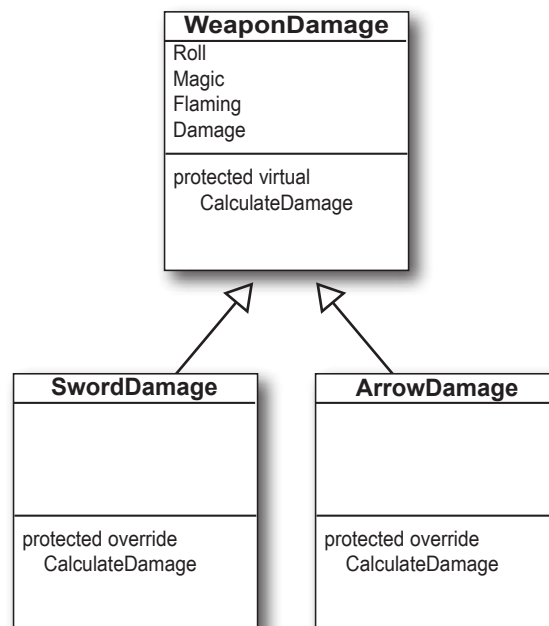 WeaponDamage
Roll
Magic
Flaming
Damage
protected virtual
CalculateDamage
SwordDamage
protected override
CalculateDamage
ArrowDamage
protected override
CalculateDamage